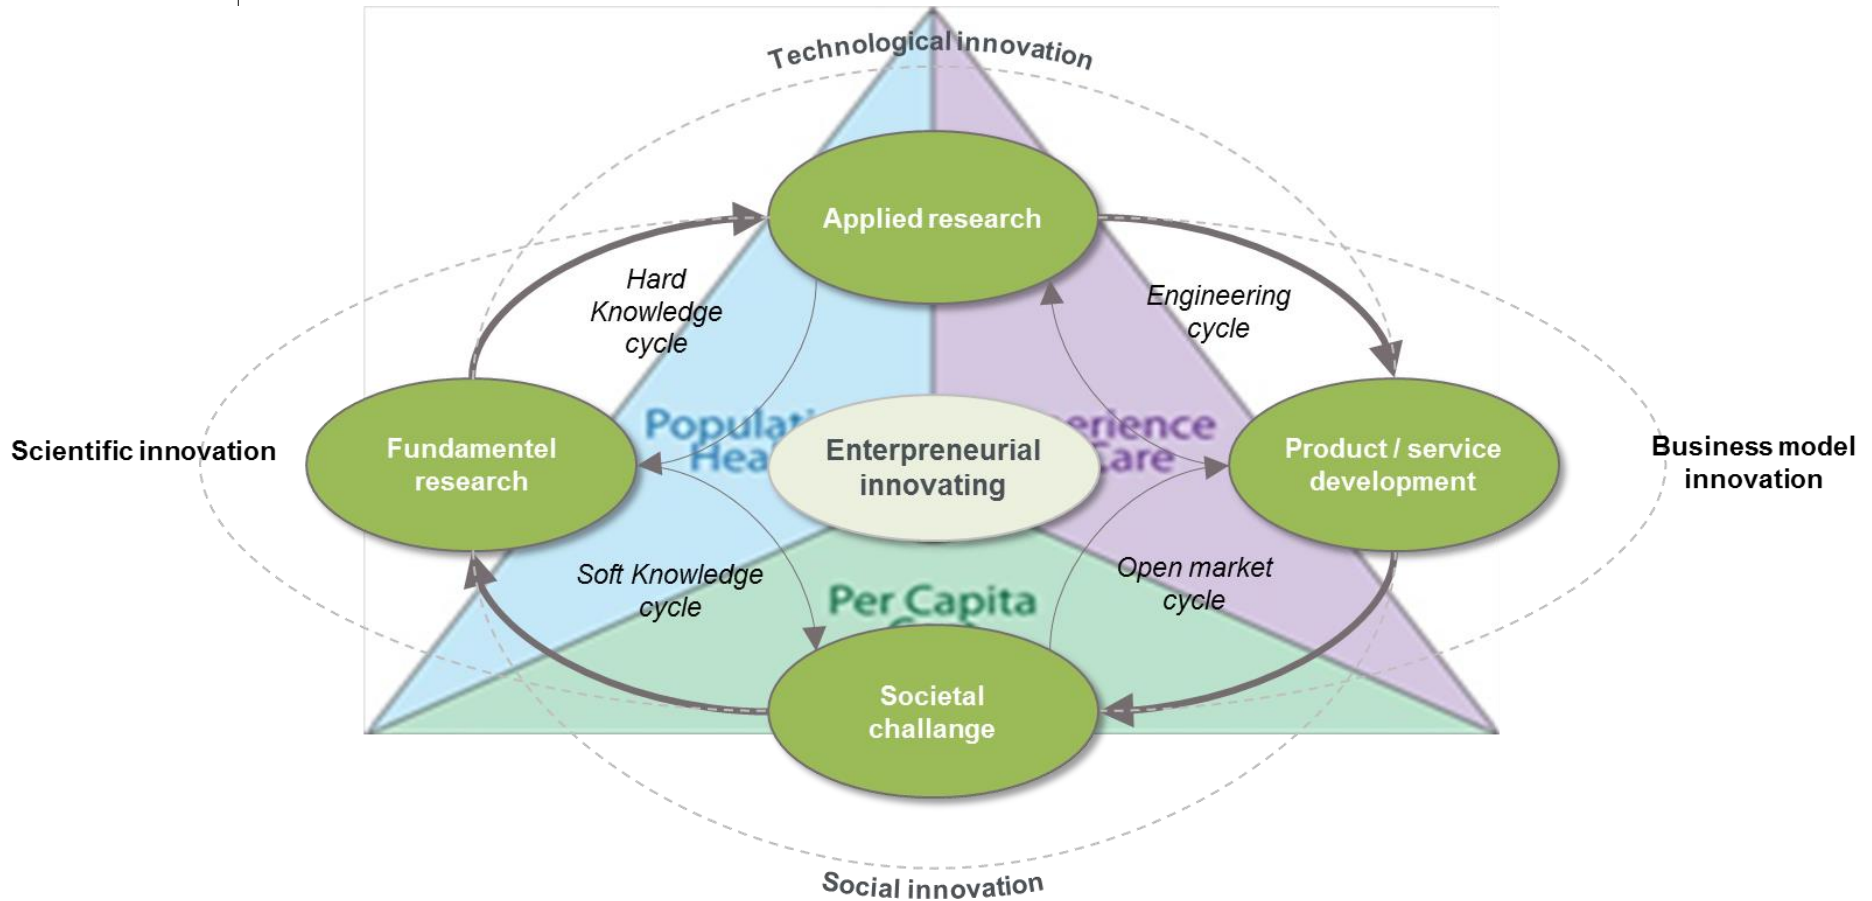 Technological innovation
Applied research
Hard
Knowledge
cycle
Engineering
cycle
Scientific innovation
Fundamentel
research
Enterpreneurial
innovating
Product / service
development
Business model
innovation
Soft Knowledge
cycle
Open market
cycle
Per Capita
Societal
challange
Social innovation